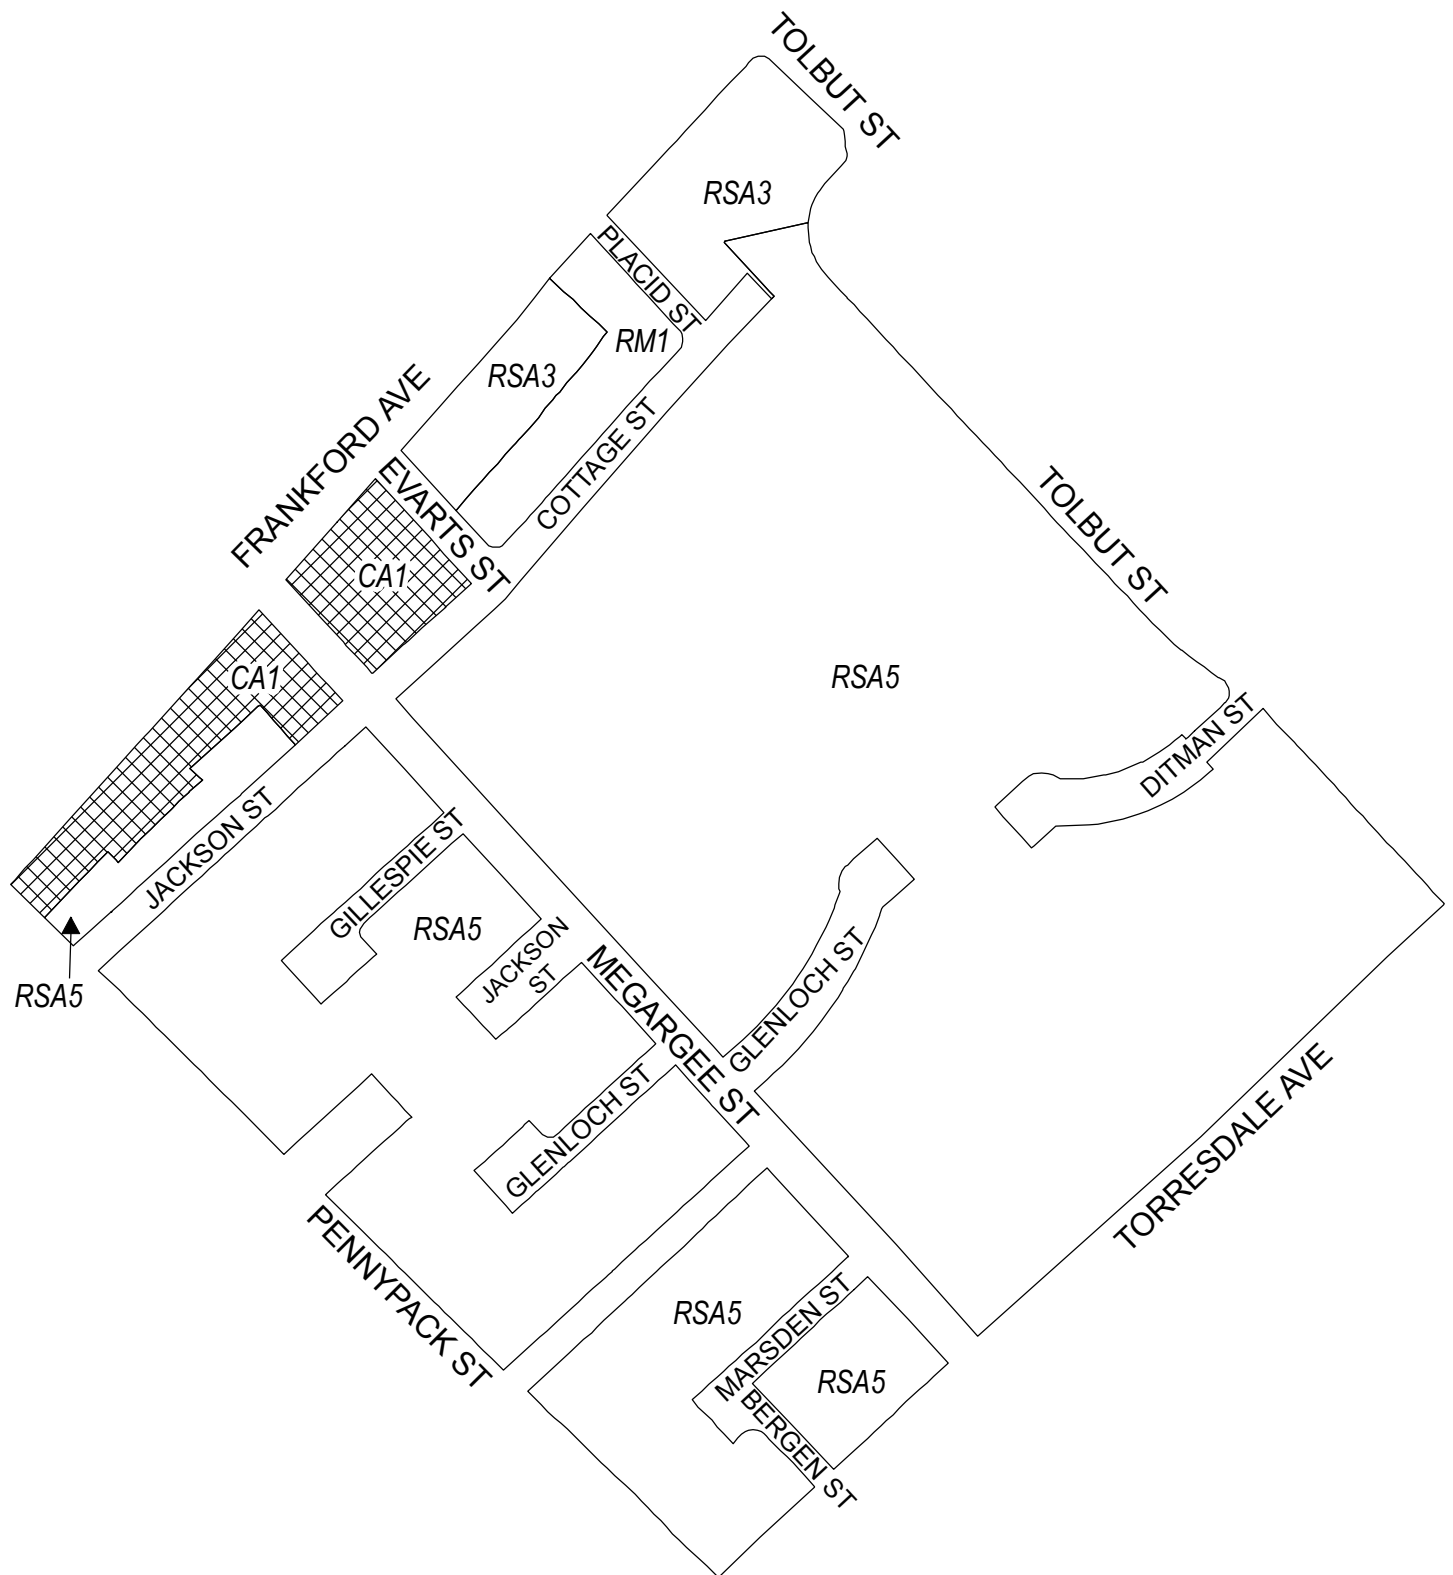 TOLBUT ST
RSA3
PLACID ST
RM1
RSA3
FRANKFORD AVE
COTTAGE ST
EVARTS ST
TOLBUT ST
CA1
CA1
RSA5
DITMAN ST
JACKSON ST
GILLESPIE ST
RSA5
JACKSON
ST
RSA5
MEGARGEE ST
GLENLOCH ST
GLENLOCH ST
TORRESDALE AVE
PENNYPACK ST
RSA5
MARSDEN ST
RSA5
BERGEN ST